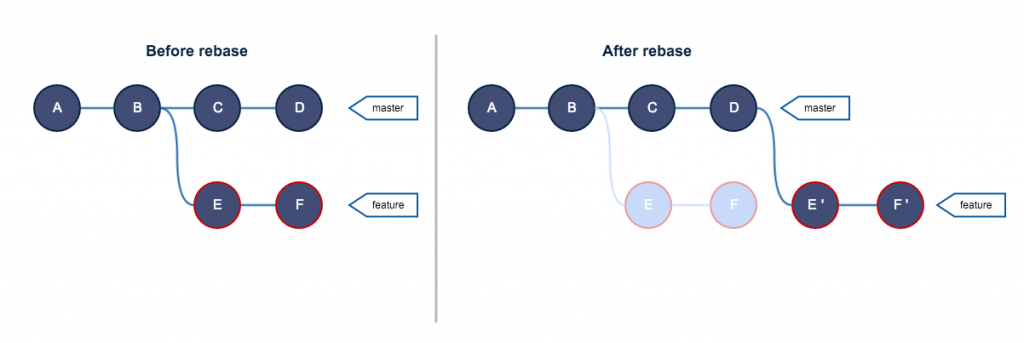 Before rebase
A B C D master
E F feature
After rebase
A B C D master
E F E ' F ' feature